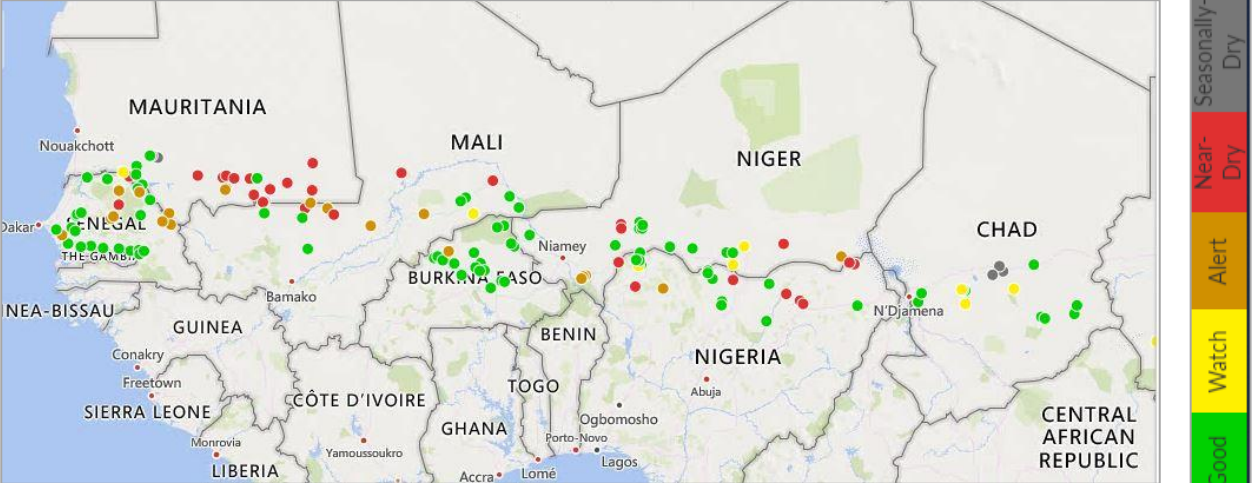 MAURITANIA
Nouakchott
MALI
NIGER
Dakar
SENEGAL
THE GAMBIA
CHAD
Niamey
BURKINA FASO
Bamako
INEA-BISSAU
N'Djamena
GUINEA
BENIN
NIGERIA
Conakry
Freetown
TOGO
Abuja
SIERRA LEONE
CÔTE D'IVOIRE
Ogbomosho
GHANA
CENTRAL
AFRICAN
REPUBLIC
Monrovia
Yamoussoukro
Porto-Novo
Lagos
LIBERIA
Accra
Lomé
Seasonally-
Dry
Near-
Dry
Alert
Watch
Good